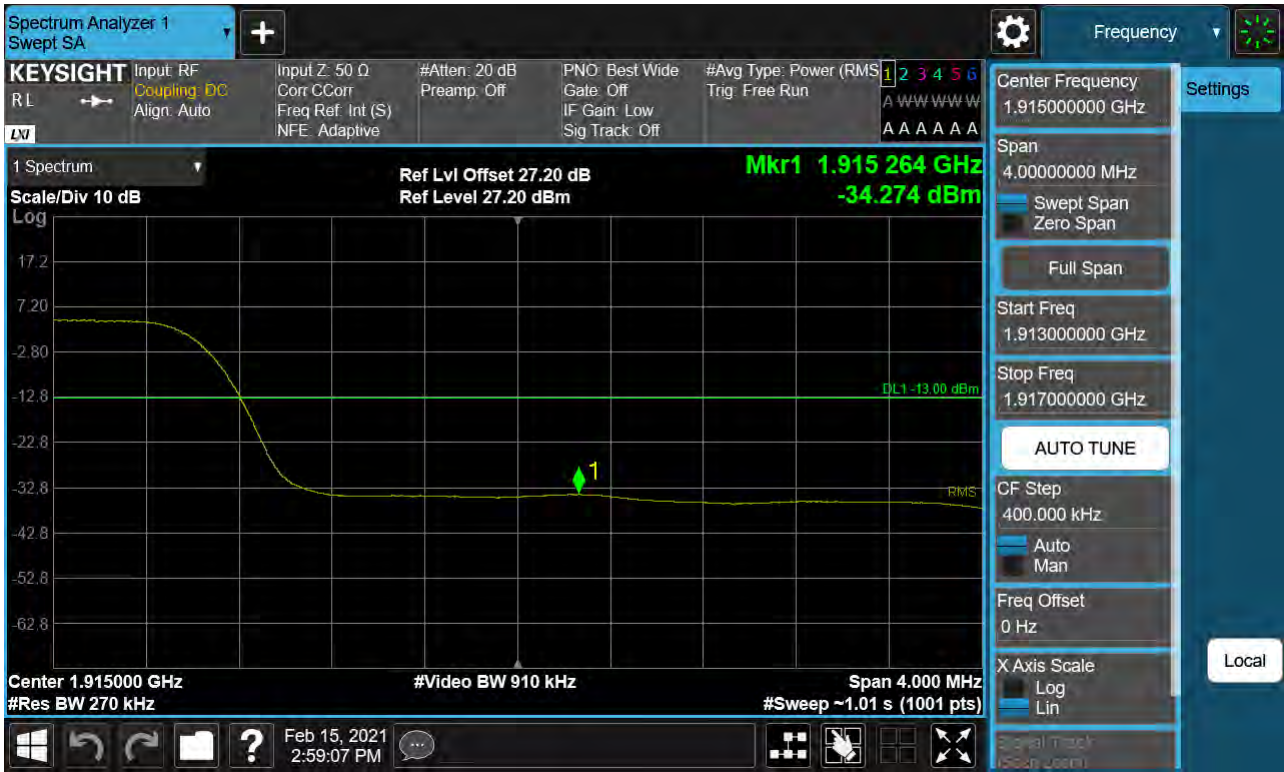 Spectrum Analyzer 1
Swept SA
+
Frequency
KEYSIGHT
RL
LXI
Input: RF
Coupling: DC
Align: Auto
Input Z: 50 Ω
Corr CCorr
Freq Ref: Int (S)
NFE: Adaptive
#Atten: 20 dB
Preamp: Off
PNO: Best Wide
Gate: Off
IF Gain: Low
Sig Track: Off
#Avg Type: Power (RMS
Trig: Free Run
1 2 3 4 5 6
A W W W W W
A A A A A A
1 Spectrum
Scale/Div 10 dB
Log
Ref Lvl Offset 27.20 dB
Ref Level 27.20 dBm
Mkr1 1.915 264 GHz
-34.274 dBm
17.2
7.20
-2.80
-12.8
-22.8
-32.8
-42.8
-52.8
-62.8
DL1 -13.00 dBm
1
RMS
Center 1.915000 GHz
#Res BW 270 kHz
#Video BW 910 kHz
Span 4.000 MHz
#Sweep ~1.01 s (1001 pts)
Center Frequency
1.915000000 GHz
Span
4.00000000 MHz
Swept Span
Zero Span
Full Span
Start Freq
1.913000000 GHz
Stop Freq
1.917000000 GHz
AUTO TUNE
CF Step
400.000 kHz
Auto
Man
Freq Offset
0 Hz
X Axis Scale
Log
Lin
Signal Track
(Span Zoom)
Settings
Local
?
Feb 15, 2021
2:59:07 PM